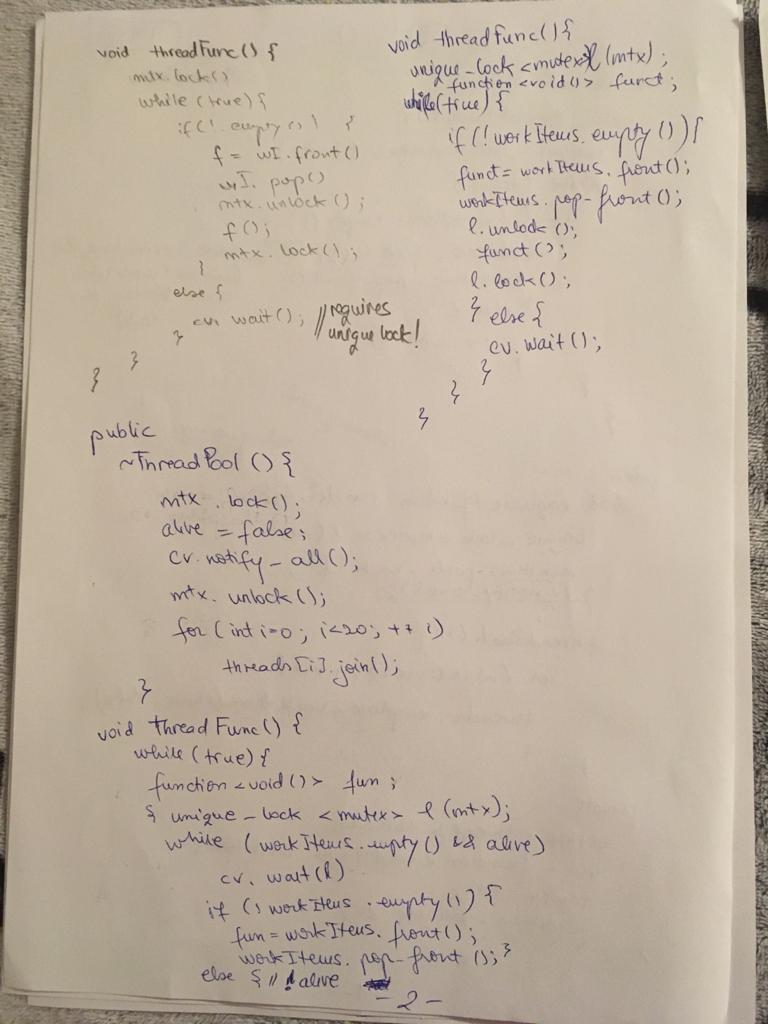 void threadFunc() {
mtx.lock()
while (true) {
if (! empty()) {
f = wI.front()
wI. pop()
mtx.unlock();
f();
mtx. lock();
}
else {
cv. wait(); // requires
unique lock!
}
}
}
void threadFunc() {
unique_lock <mutex> l (mtx);
function <void()> funct;
while(true) {
if (! workItems. empty()) {
funct = workItems. front();
workItems. pop-front();
l. unlock ();
funct();
l. lock();
} else {
cv. wait();
}
}
}
public
~ThreadPool () {
mtx . lock();
alive = false;
cv. notify_all();
mtx. unlock();
for (int i=0; i<20; ++i)
threads[i].join();
}
void threadFunc() {
while (true) {
function <void()> fun ;
{ unique_lock <mutex> l (mtx);
while (workItems.empty() && alive)
cv. wait(l)
if (! workItems .empty()) {
fun = workItems. front();
workItems. pop-front ();}
else { // ! alive
-2-